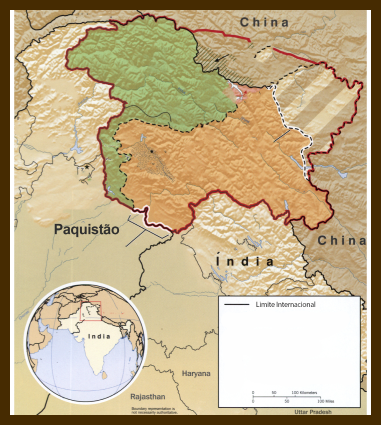 China
Paquistão
Índia
China
Limite Internacional
India
Haryana
Rajasthan
0 50 100 Kilometers
0 50 100 Miles
Boundary representation is
not necessarily authoritative.
Uttar Pradesh